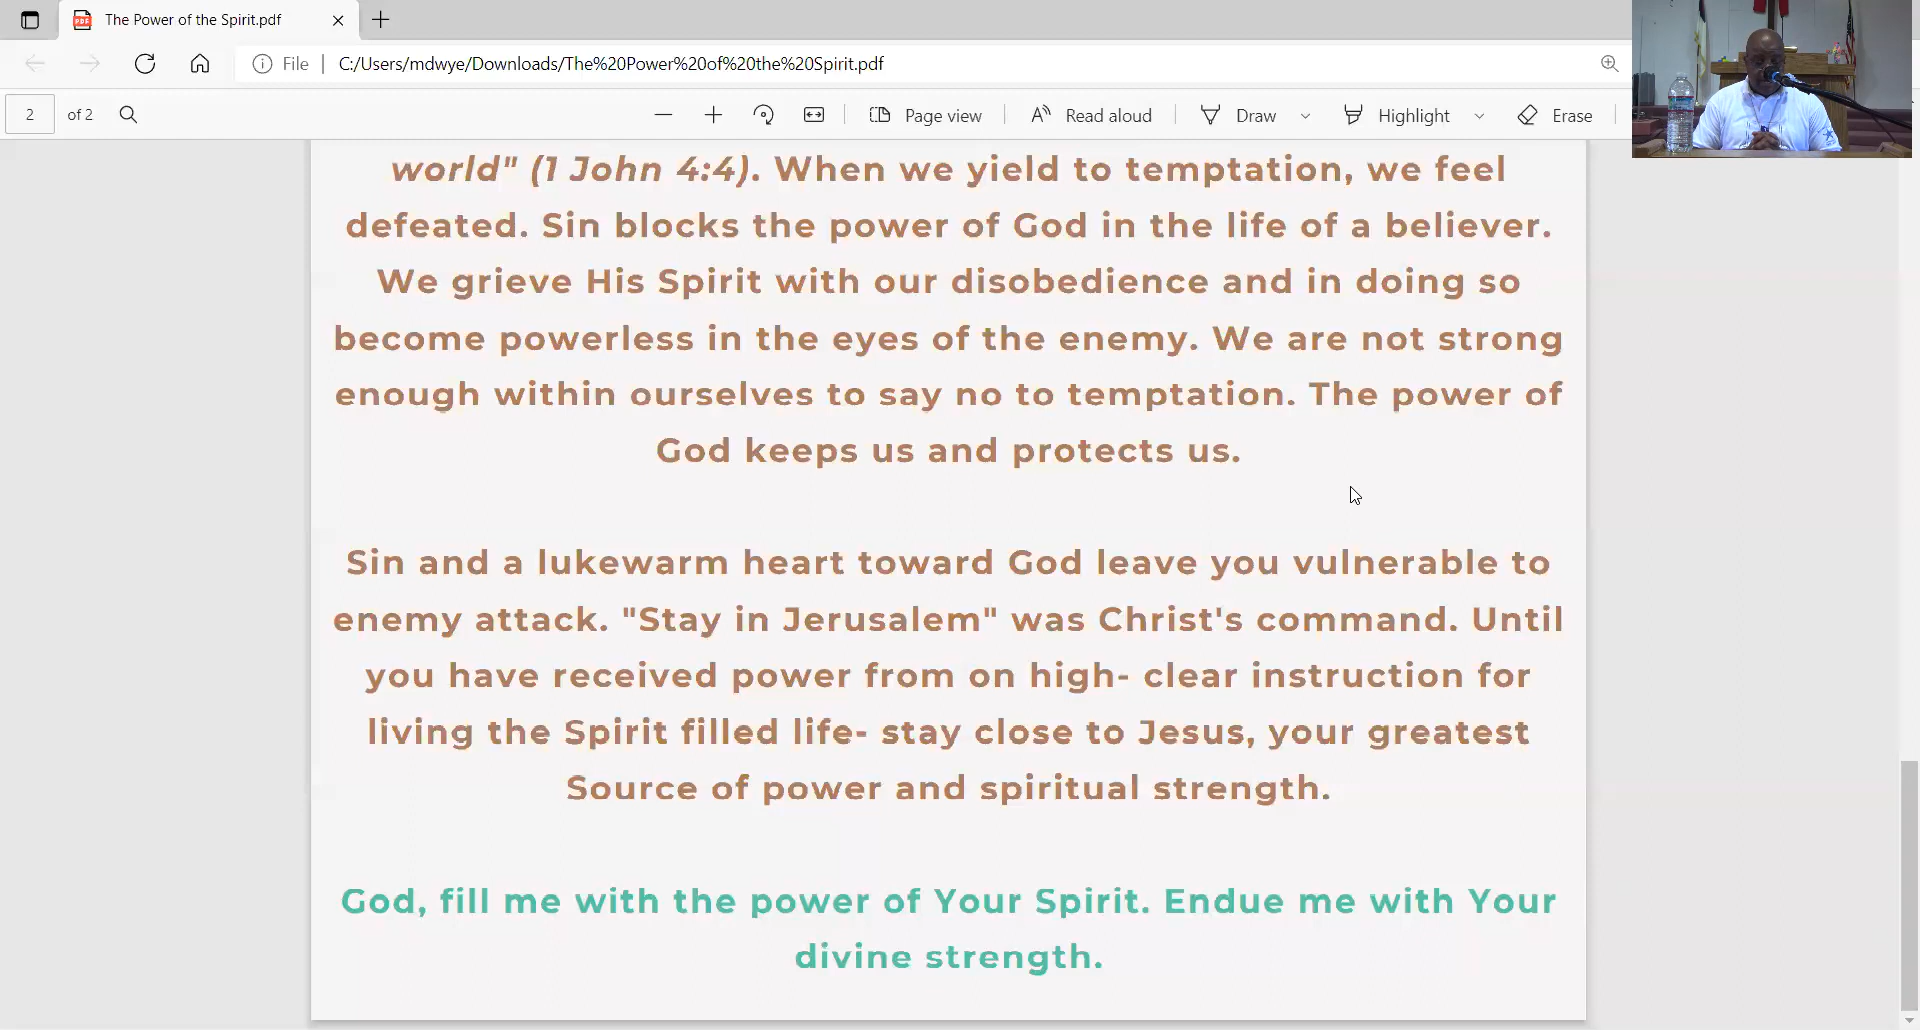 The Power of the Spirit.pdf
File
C:/Users/mdwye/Downloads/The%20Power%20of%20the%20Spirit.pdf
2 of 2
Page view
Read aloud
Draw
Highlight
Erase
world" (1 John 4:4). When we yield to temptation, we feel
defeated. Sin blocks the power of God in the life of a believer.
We grieve His Spirit with our disobedience and in doing so
become powerless in the eyes of the enemy. We are not strong
enough within ourselves to say no to temptation. The power of
God keeps us and protects us.
Sin and a lukewarm heart toward God leave you vulnerable to
enemy attack. "Stay in Jerusalem" was Christ's command. Until
you have received power from on high- clear instruction for
living the Spirit filled life- stay close to Jesus, your greatest
Source of power and spiritual strength.
God, fill me with the power of Your Spirit. Endue me with Your
divine strength.